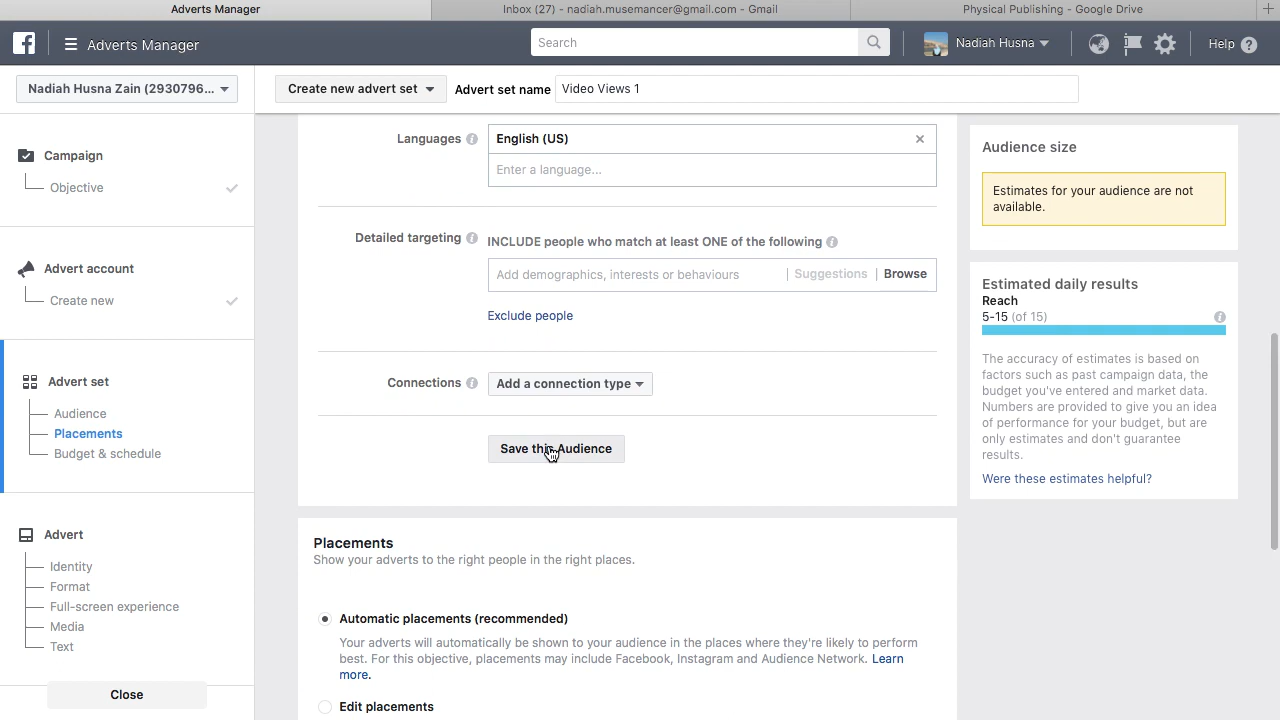 Adverts Manager
Inbox (27) - nadiah.musemancer@gmail.com - Gmail
Physical Publishing - Google Drive
Adverts Manager
Search
Nadiah Husna
Help
Nadiah Husna Zain (2930796...
Create new advert set
Advert set name
Video Views 1
Campaign
Objective
Advert account
Create new
Advert set
Audience
Placements
Budget & schedule
Advert
Identity
Format
Full-screen experience
Media
Text
Close
Languages
English (US)
Enter a language...
Detailed targeting
INCLUDE people who match at least ONE of the following
Add demographics, interests or behaviours
Suggestions
Browse
Exclude people
Connections
Add a connection type
Save this Audience
Placements
Show your adverts to the right people in the right places.
Automatic placements (recommended)
Your adverts will automatically be shown to your audience in the places where they're likely to perform
best. For this objective, placements may include Facebook, Instagram and Audience Network. Learn
more.
Edit placements
Audience size
Estimates for your audience are not
available.
Estimated daily results
Reach
5-15 (of 15)
The accuracy of estimates is based on
factors such as past campaign data, the
budget you've entered and market data.
Numbers are provided to give you an idea
of performance for your budget, but are
only estimates and don't guarantee
results.
Were these estimates helpful?